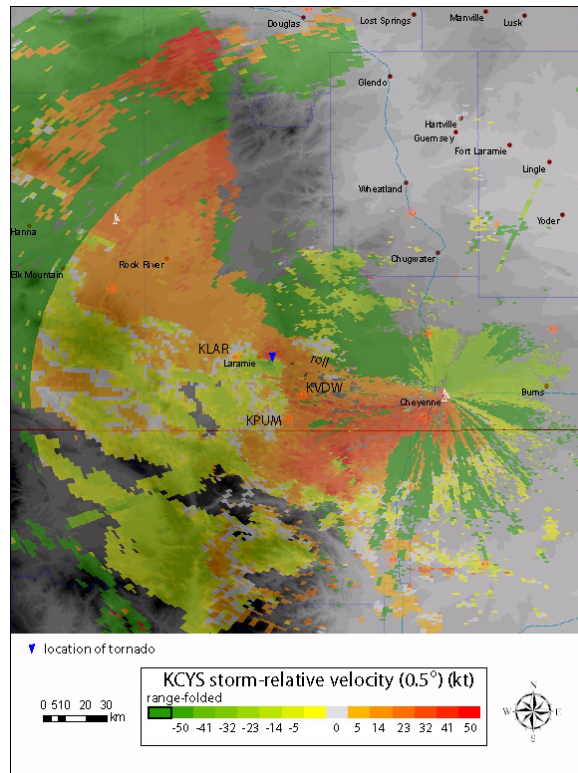 Douglas
Lost Springs
Manville
Lusk
Glendo
Hartville
Guernsey
Fort Laramie
Lingle
Wheatland
Yoder
Hanna
Chugwater
Elk Mountain
Rock River
KLAR
Laramie
roll
KVDW
Cheyenne
Burns
KPUM
location of tornado
KCYS storm-relative velocity (0.5°) (kt)
range-folded
-50 -41 -32 -23 -14 -5 0 5 14 23 32 41 50
0 5 10 20 30
km
N
W E
S